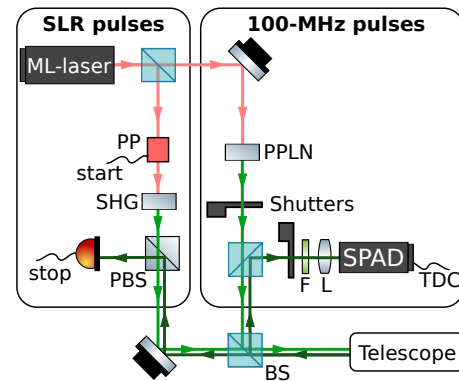 SLR pulses
100-MHz pulses
ML-laser
PP
start
PPLN
SHG
Shutters
SPAD
stop
PBS
F
L
TDC
BS
Telescope